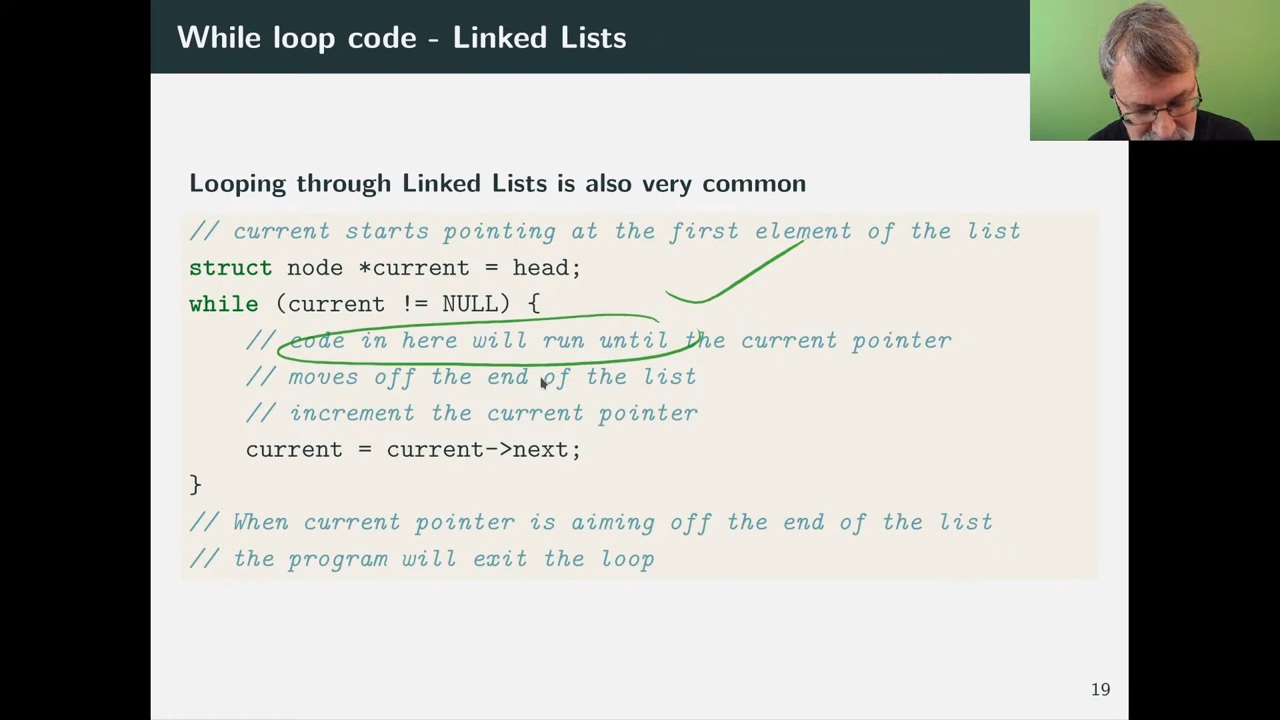 While loop code - Linked Lists
Looping through Linked Lists is also very common
// current starts pointing at the first element of the list
struct node *current = head;
while (current != NULL) {
    // code in here will run until the current pointer
    // moves off the end of the list
    // increment the current pointer
    current = current->next;
}
// When current pointer is aiming off the end of the list
// the program will exit the loop
19